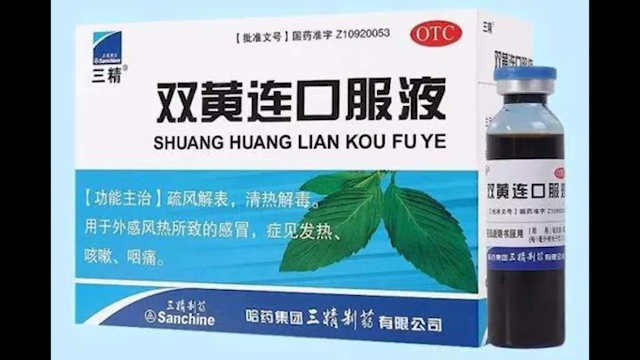 【批准文号】国药准字 Z10920053
OTC
三精
Sanchine
三精®
双黄连口服液
SHUANG HUANG LIAN KOU FU YE
【功能主治】疏风解表，清热解毒。
用于外感风热所致的感冒，症见发热、
咳嗽、咽痛。
三精制药
Sanchine
哈药集团三精制药有限公司
OTC
双黄连口服液